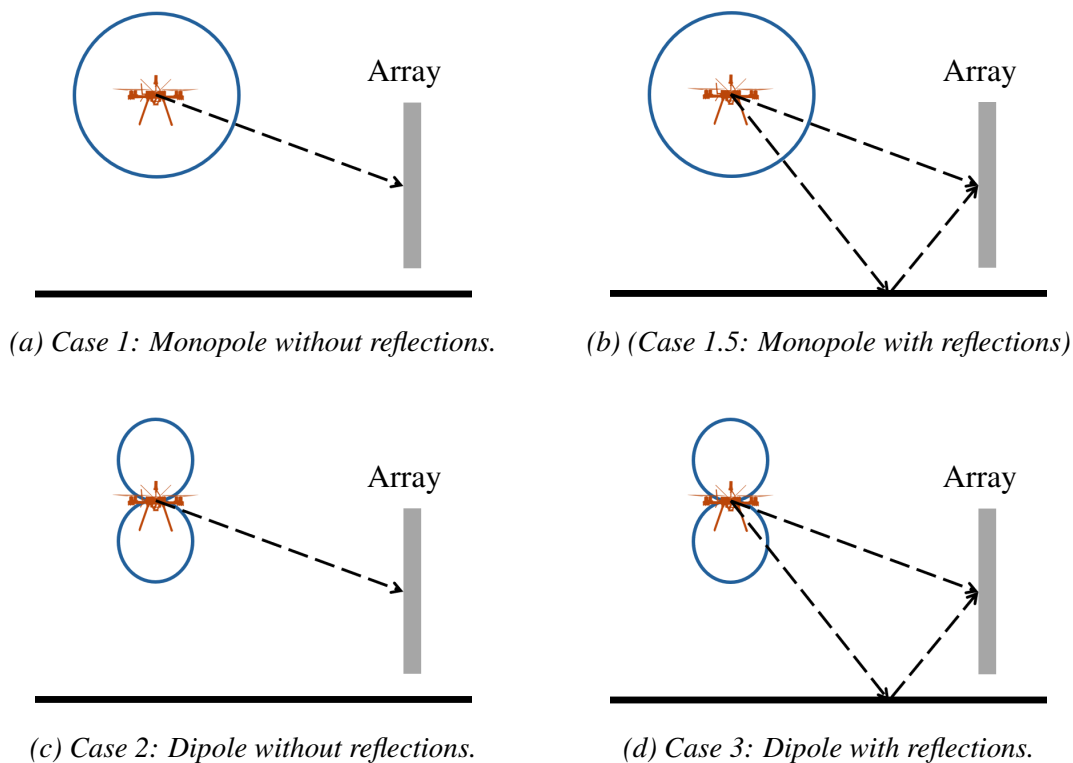 Array
Array
(a) Case 1: Monopole without reflections.
(b) (Case 1.5: Monopole with reflections)
Array
Array
(c) Case 2: Dipole without reflections.
(d) Case 3: Dipole with reflections.